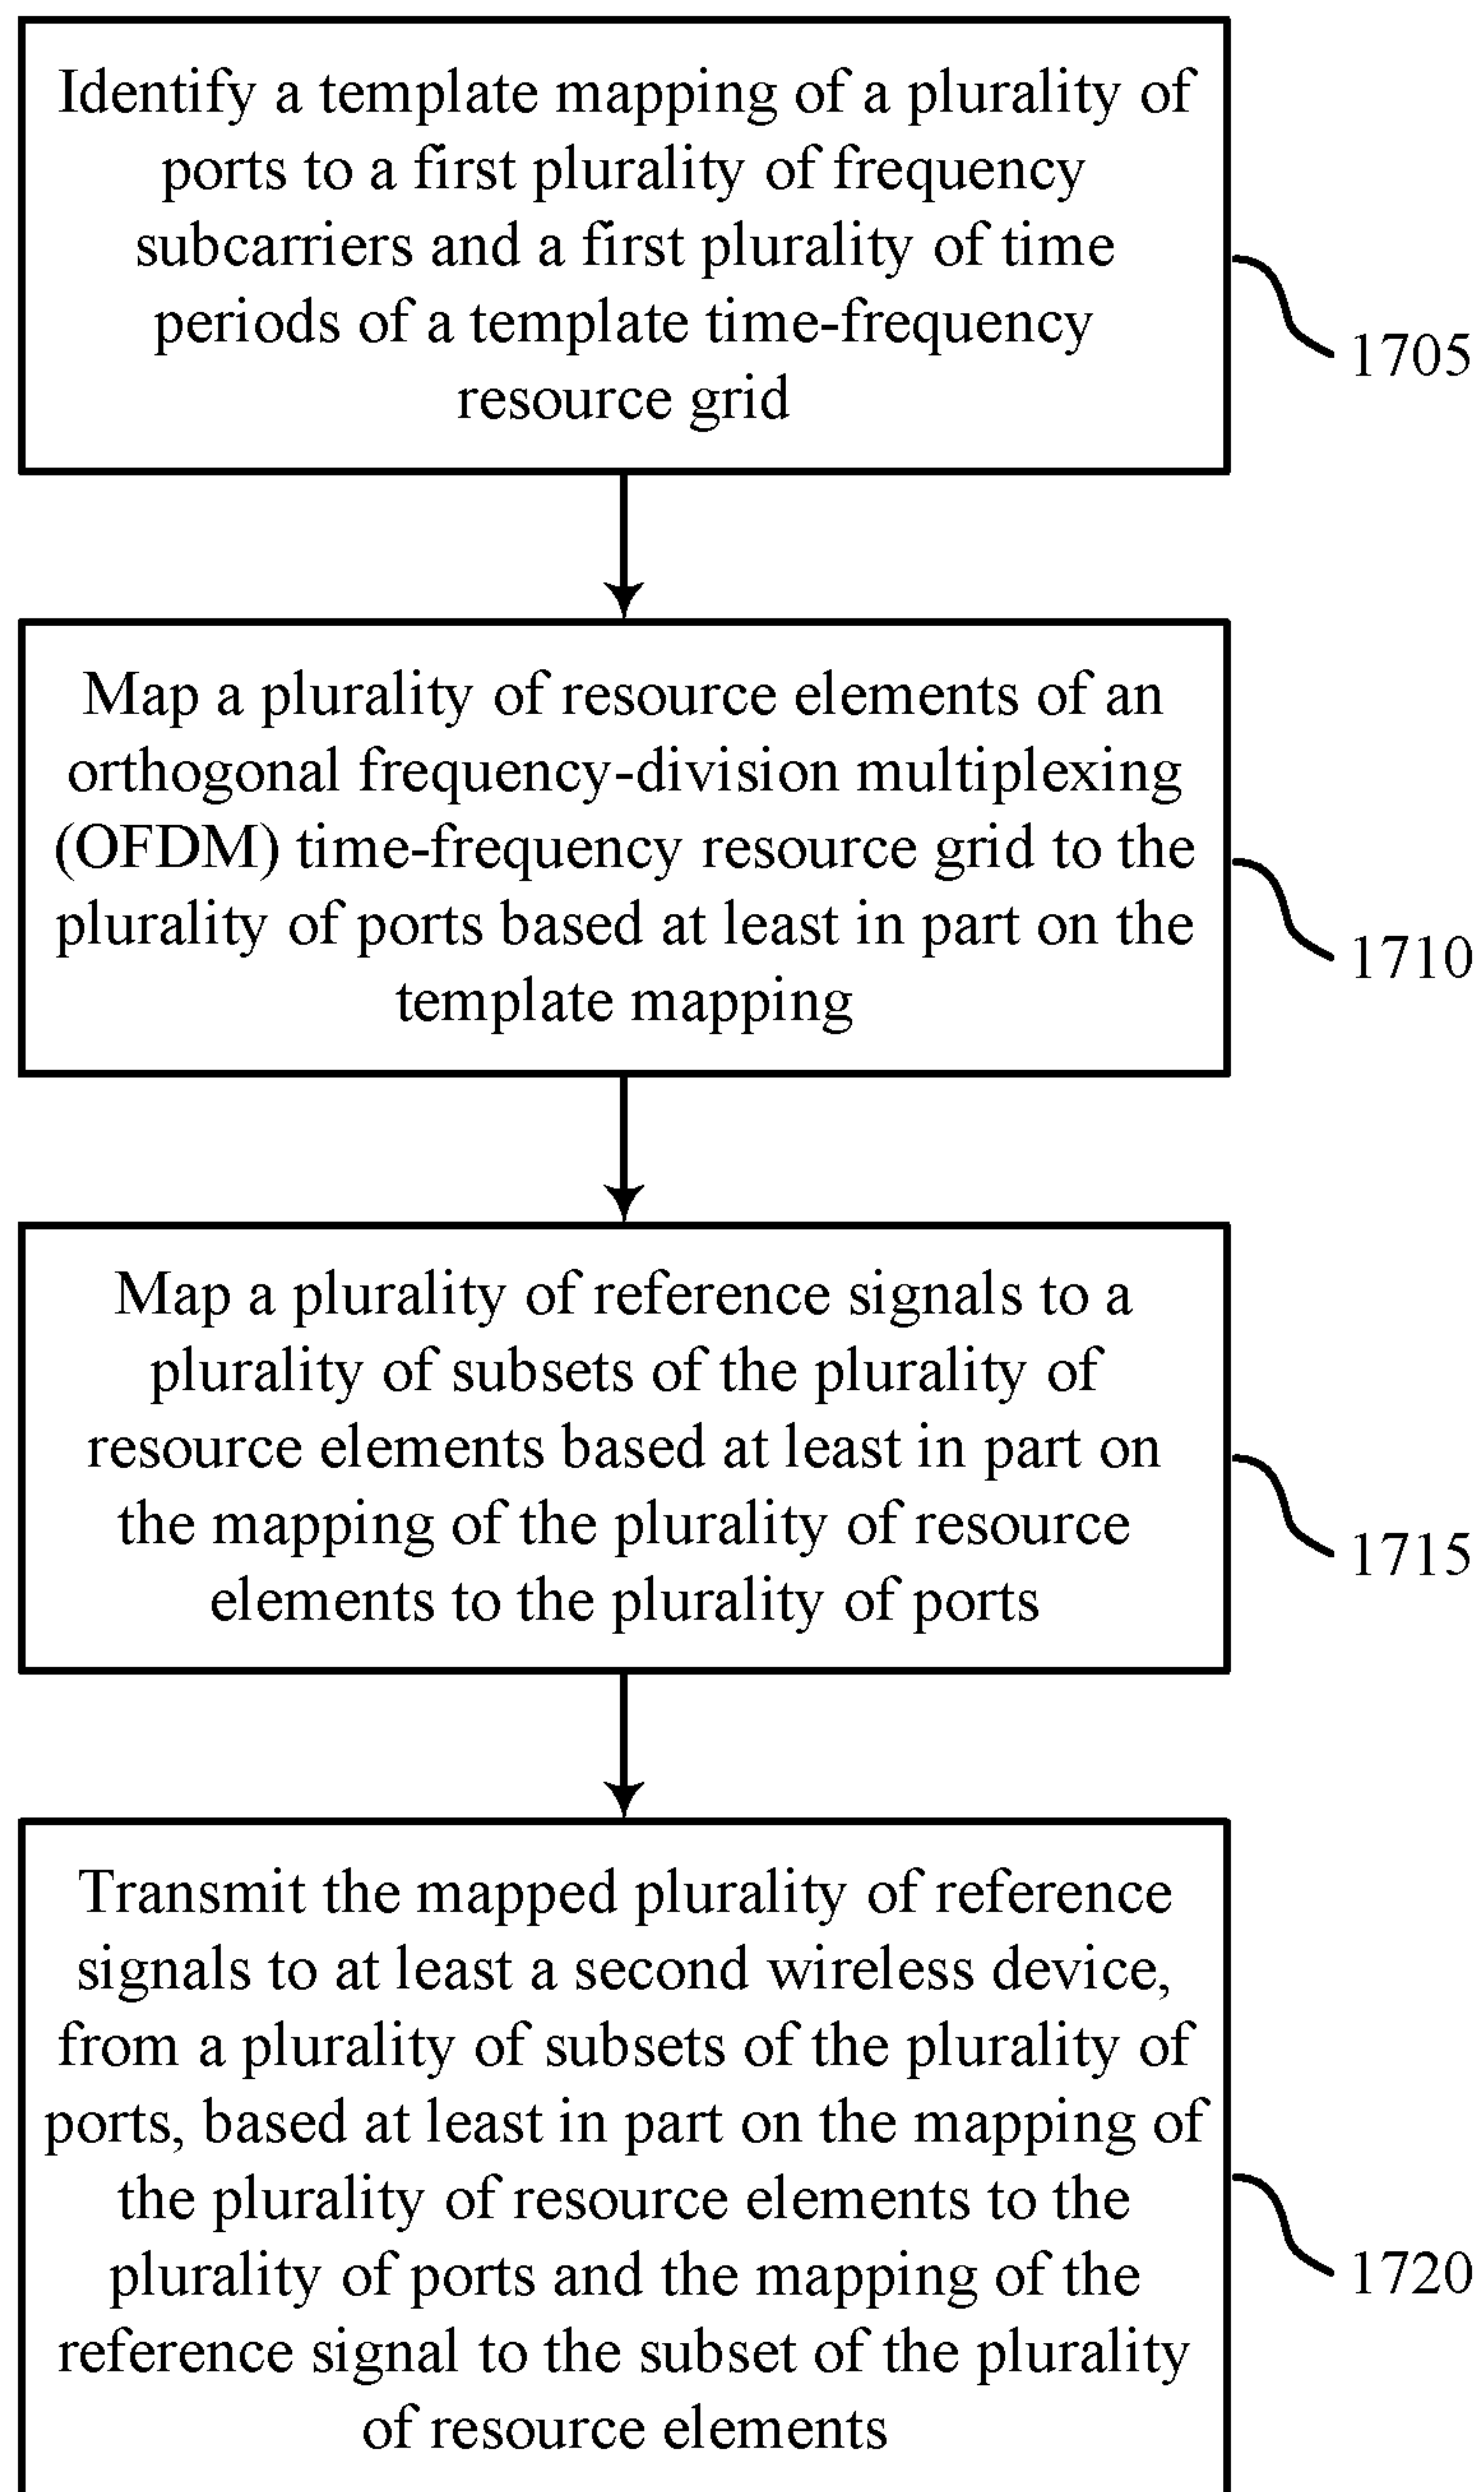 Identify a template mapping of a plurality of
ports to a first plurality of frequency
subcarriers and a first plurality of time
periods of a template time-frequency
resource grid
1705
Map a plurality of resource elements of an
orthogonal frequency-division multiplexing
(OFDM) time-frequency resource grid to the
plurality of ports based at least in part on the
template mapping
1710
Map a plurality of reference signals to a
plurality of subsets of the plurality of
resource elements based at least in part on
the mapping of the plurality of resource
elements to the plurality of ports
1715
Transmit the mapped plurality of reference
signals to at least a second wireless device,
from a plurality of subsets of the plurality of
ports, based at least in part on the mapping of
the plurality of resource elements to the
plurality of ports and the mapping of the
reference signal to the subset of the plurality
of resource elements
1720